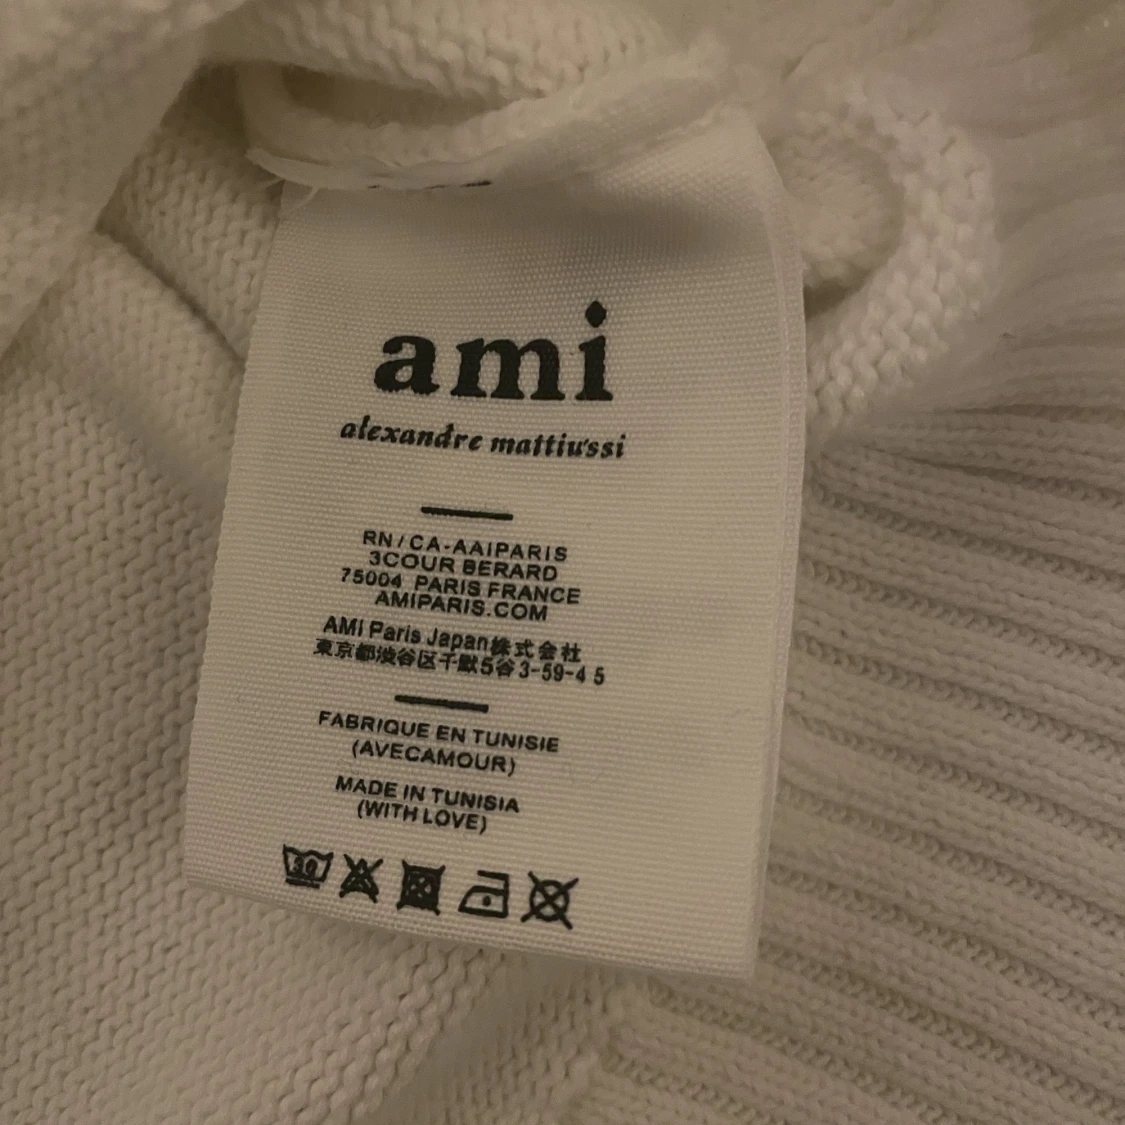 ami
alexandre mattiussi
RN/CA-AAIPARIS
3COUR BERARD
75004 PARIS FRANCE
AMIPARIS.COM
AMI Paris Japan株式会社
東京都渋谷区千駄5谷3-59-4 5
FABRIQUE EN TUNISIE
(AVECAMOUR)
MADE IN TUNISIA
(WITH LOVE)
30